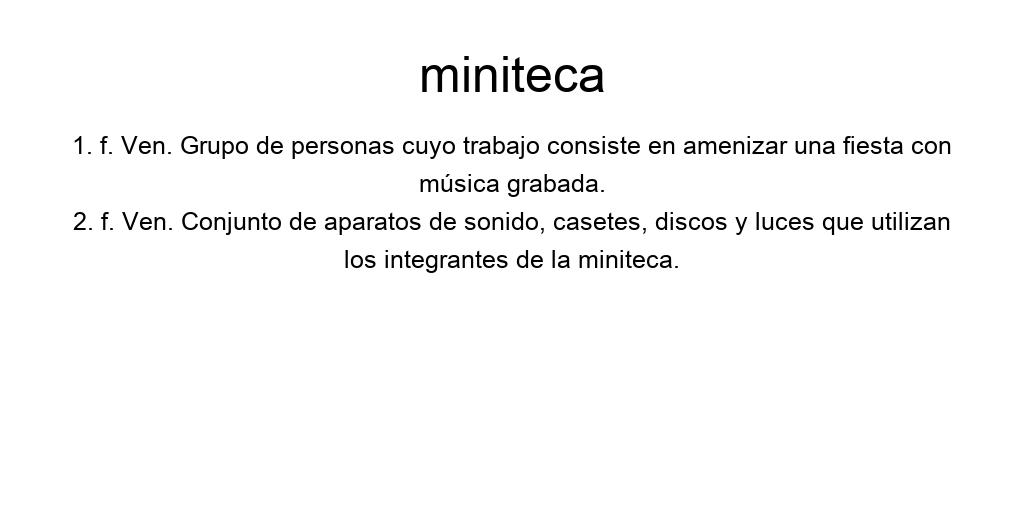 miniteca
1. f. Ven. Grupo de personas cuyo trabajo consiste en amenizar una fiesta con
música grabada.
2. f. Ven. Conjunto de aparatos de sonido, casetes, discos y luces que utilizan
los integrantes de la miniteca.